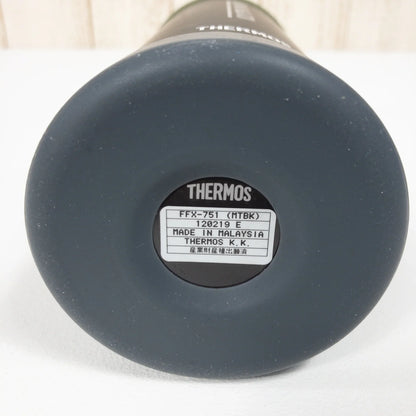 THERMOS
THERMOS
FFX-751 (MTBK)
120219 E
MADE IN MALAYSIA
THERMOS K.K.